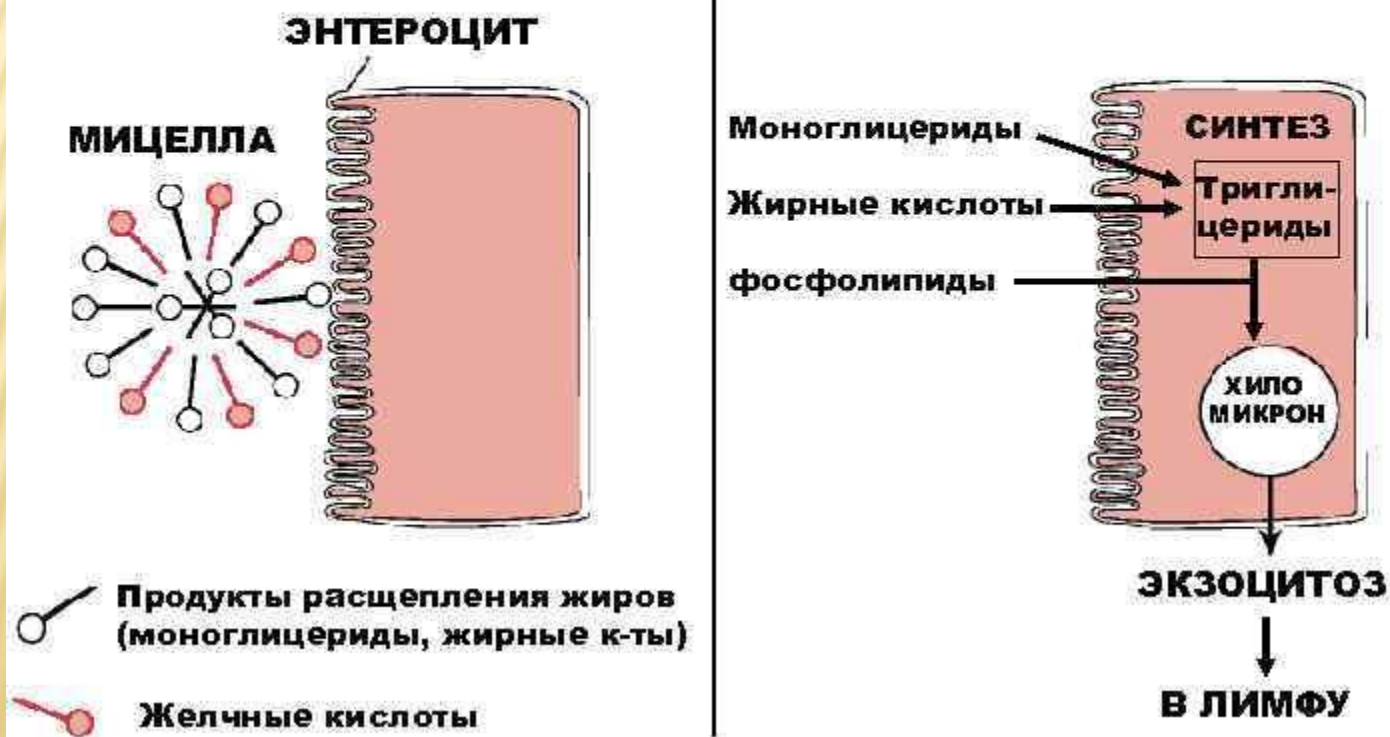 ЭНТЕРОЦИТ
МИЦЕЛЛА
Продукты расщепления жиров
(моноглицериды, жирные к-ты)
Желчные кислоты
Моноглицериды
Жирные кислоты
фосфолипиды
СИНТЕЗ
Тригли-
цериды
ХИЛО
МИКРОН
ЭКЗОЦИТОЗ
В ЛИМФУ